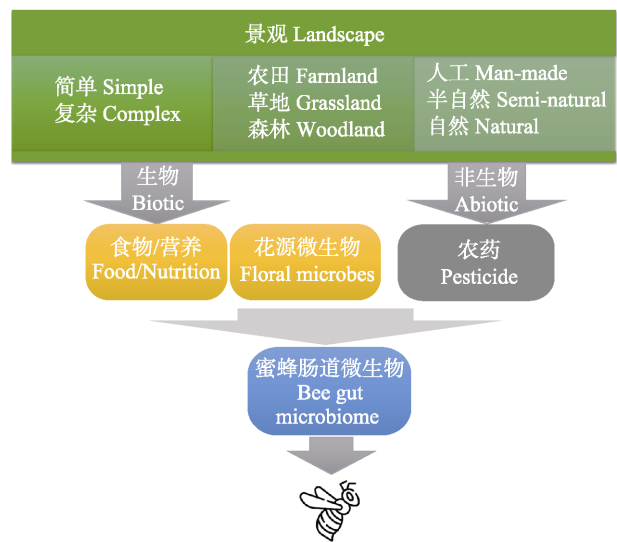 景观 Landscape
简单 Simple
复杂 Complex
农田 Farmland
草地 Grassland
森林 Woodland
人工 Man-made
半自然 Semi-natural
自然 Natural
生物
Biotic
非生物
Abiotic
食物/营养
Food/Nutrition
花源微生物
Floral microbes
农药
Pesticide
蜜蜂肠道微生物
Bee gut
microbiome